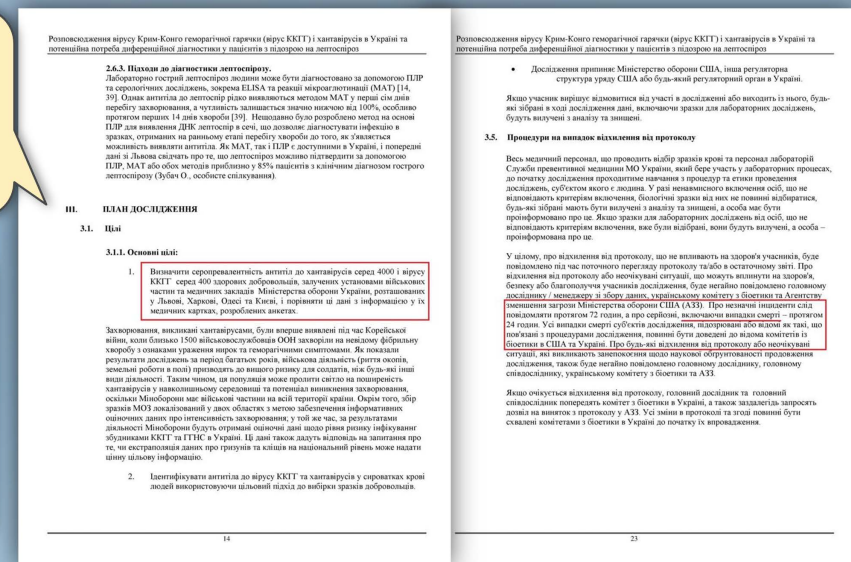 Розповсюдження вірусу Крим-Конго геморагічної гарячки (вірус ККГГ) і хантавірусів в Україні та
потенційна потреба диференційної діагностики у пацієнтів з підозрою на лептоспіроз
2.6.3. Підходи до діагностики лептоспірозу.
Лабораторно гострий лептоспіроз людини може бути діагностовано за допомогою ПЛР
та серологічних досліджень, зокрема ELISA та реакції мікроаглютинації (МАТ) [14,
39]. Однак антитіла до лептоспір рідко виявляються методом МАТ у перші сім днів
перебігу захворювання, а чутливість залишається значно нижчою від 100%, особливо
протягом перших 14 днів хвороби [39]. Нещодавно було розроблено метод на основі
ПЛР для виявлення ДНК лептоспір в сечі, що дозволяє діагностувати інфекцію в
зразках, отриманих на ранньому етапі перебігу хвороби до того, як з'являється
можливість виявляти антитіла. Як МАТ, так і ПЛР є доступними в Україні, і попередні
дані зі Львова свідчать про те, що лептоспіроз можливо підтвердити за допомогою
ПЛР, МАТ або обох методів приблизно у 85% пацієнтів з клінічним діагнозом гострого
лептоспірозу (Зубач О., особисте спілкування).
III. ПЛАН ДОСЛІДЖЕННЯ
3.1. Цілі
3.1.1. Основні цілі:
1. Визначити серопревалентність антитіл до хантавірусів серед 4000 і вірусу
ККГГ серед 400 здорових добровольців, залучених установами військових
частин та медичних закладів Міністерства оборони України, розташованих
у Львові, Харкові, Одесі та Києві, і порівняти ці дані з інформацією у їх
медичних картках, розроблених анкетах.
Захворювання, викликані хантавірусами, були вперше виявлені під час Корейської
війни, коли близько 1500 військовослужбовців ООН захворіли на невідому фібрильну
хворобу з ознаками ураження нирок та геморагічними симптомами. Як показали
результати досліджень за період багатьох років, військова діяльність (риття окопів,
земельні роботи в полі) призводять до вищого ризику для солдатів, ніж будь-які інші
види діяльності. Таким чином, ця популяція може пролити світло на поширеність
хантавірусів у навколишньому середовищі та потенціал виникнення захворювання,
оскільки Міноборони має військові частини на всій території країни. Окрім того, збір
зразків МОЗ локалізований у двох областях з метою забезпечення інформативних
оціночних даних про інтенсивність захворювання; у той же час, за результатами
діяльності Міноборони будуть отримані оціночні дані щодо рівня ризику інфікуванні
збудниками ККГГ та ГГНС в Україні. Ці дані також дадуть відповідь на запитання про
те, чи екстраполяція даних про гризунів та кліщів на національний рівень може надати
цінну цільову інформацію.
2. Ідентифікувати антитіла до вірусу ККГГ та хантавірусів у сироватках крові
людей використовуючи цільовий підхід до вибірки зразків добровольців.
14
Розповсюдження вірусу Крим-Конго геморагічної гарячки (вірус ККГГ) і хантавірусів в Україні та
потенційна потреба диференційної діагностики у пацієнтів з підозрою на лептоспіроз
• Дослідження припиняє Міністерство оборони США, інша регуляторна
структура уряду США або будь-який регуляторний орган в Україні.
Якщо учасник вирішує відмовитися від участі в дослідженні або виходить із нього, будь-
які зібрані в ході дослідження дані, включаючи зразки для лабораторних досліджень,
будуть вилучені з аналізу та знищені.
3.5. Процедури на випадок відхилення від протоколу
Весь медичний персонал, що проводить відбір зразків крові та персонал лабораторій
Служби превентивної медицини МО України, який бере участь у лабораторних процесах,
до початку дослідження проходитиме навчання з процедур та етики проведення
досліджень, суб'єктом якого є людина. У разі ненавмисного включення осіб, що не
відповідають критеріям включення, біологічні зразки від них не повинні відбиратися,
будь-які зібрані мають бути вилучені з аналізу та знищені, а особа має бути
проінформовано про це. Якщо зразки для лабораторних досліджень від осіб, що не
відповідають критеріям включення, вже були відібрані, вони будуть вилучені, а особа –
проінформована про це.
У цілому, про відхилення від протоколу, що не впливають на здоров'я учасників, буде
повідомлено під час поточного перегляду протоколу та/або в остаточному звіті. Про
відхилення від протоколу або неочікувані ситуації, що можуть вплинути на здоров'я,
безпеку або благополуччя учасників дослідження, буде негайно повідомлено головному
досліднику / менеджеру зі збору даних, українському комітету з біоетики та Агентству
зменшення загрози Міністерства оборони США (АЗЗ). Про незначні інциденти слід
повідомляти протягом 72 годин, а про серйозні, включаючи випадки смерті – протягом
24 годин. Усі випадки смерті суб'єктів дослідження, підозрювані або відомі як такі, що
пов'язані з процедурами дослідження, повинні бути доведені до відома комітетів із
біоетики в США та Україні. Про будь-які відхилення від протоколу або неочікувані
ситуації, які викликають занепокоєння щодо наукової обґрунтованості продовження
дослідження, також буде негайно повідомлено головному досліднику, головному
співдосліднику, українському комітету з біоетики та АЗЗ.
Якщо очікується відхилення від протоколу, головний дослідник та головний
співдослідник попередять комітет з біоетики в Україні, а також заздалегідь запросять
дозвіл на виняток з протоколу у АЗЗ. Усі зміни в протоколі та згоді повинні бути
схвалені комітетами з біоетики в Україні до початку їх впровадження.
23